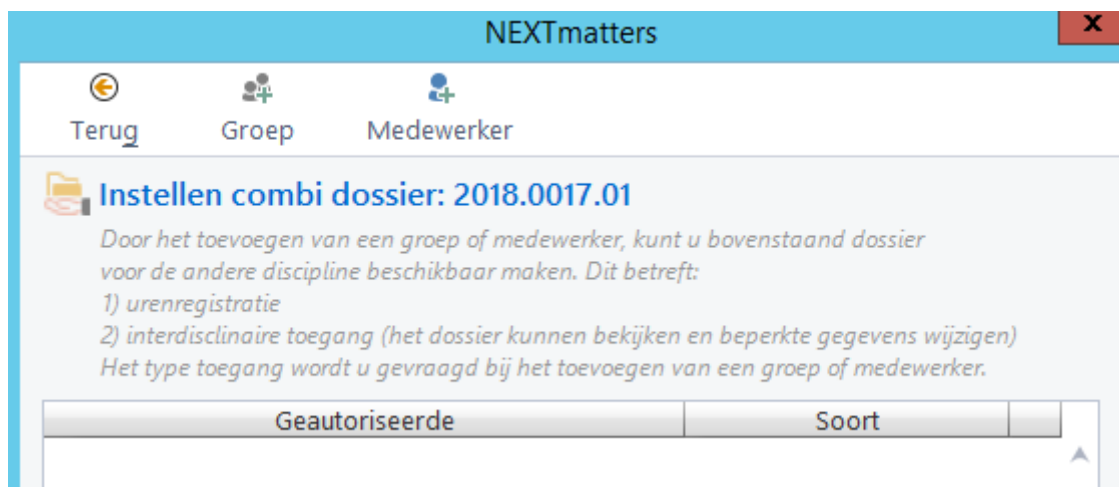 NEXTmatters
x
Terug Groep Medewerker
Instellen combi dossier: 2018.0017.01
Door het toevoegen van een groep of medewerker, kunt u bovenstaand dossier
voor de andere discipline beschikbaar maken. Dit betreft:
1) urenregistratie
2) interdisclinaire toegang (het dossier kunnen bekijken en beperkte gegevens wijzigen)
Het type toegang wordt u gevraagd bij het toevoegen van een groep of medewerker.
Geautoriseerde Soort